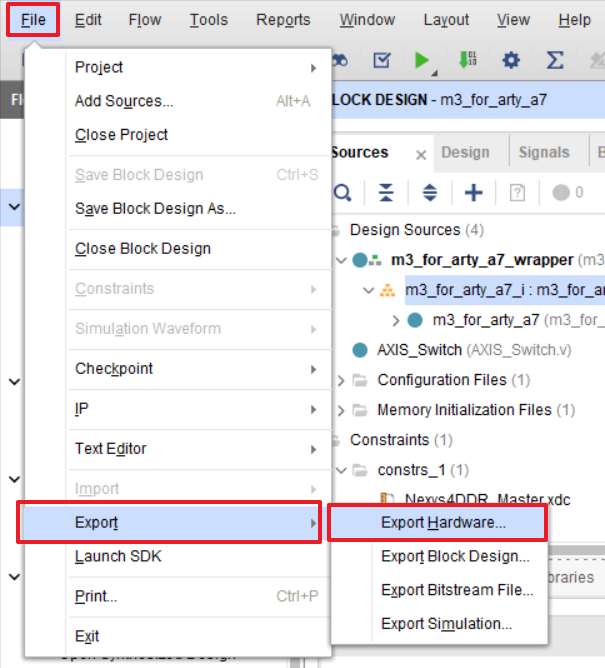 File Edit Flow Tools Reports Window Layout View Help
Project
Add Sources... Alt+A
Close Project
Save Block Design Ctrl+S
Save Block Design As...
Close Block Design
Constraints
Simulation Waveform
Checkpoint
IP
Text Editor
Import
Export
Launch SDK
Print... Ctrl+P
Exit
Export Hardware...
Export Block Design...
Export Bitstream File...
Export Simulation...
LOCK DESIGN - m3_for_arty_a7
Sources Design Signals
0
Design Sources (4)
m3_for_arty_a7_wrapper (m3
m3_for_arty_a7_i : m3_for_ar
m3_for_arty_a7 (m3_for_
AXIS_Switch (AXIS_Switch.v)
Configuration Files (1)
Memory Initialization Files (1)
Constraints (1)
constrs_1 (1)
Nexys4DDR_Master.xdc
braries